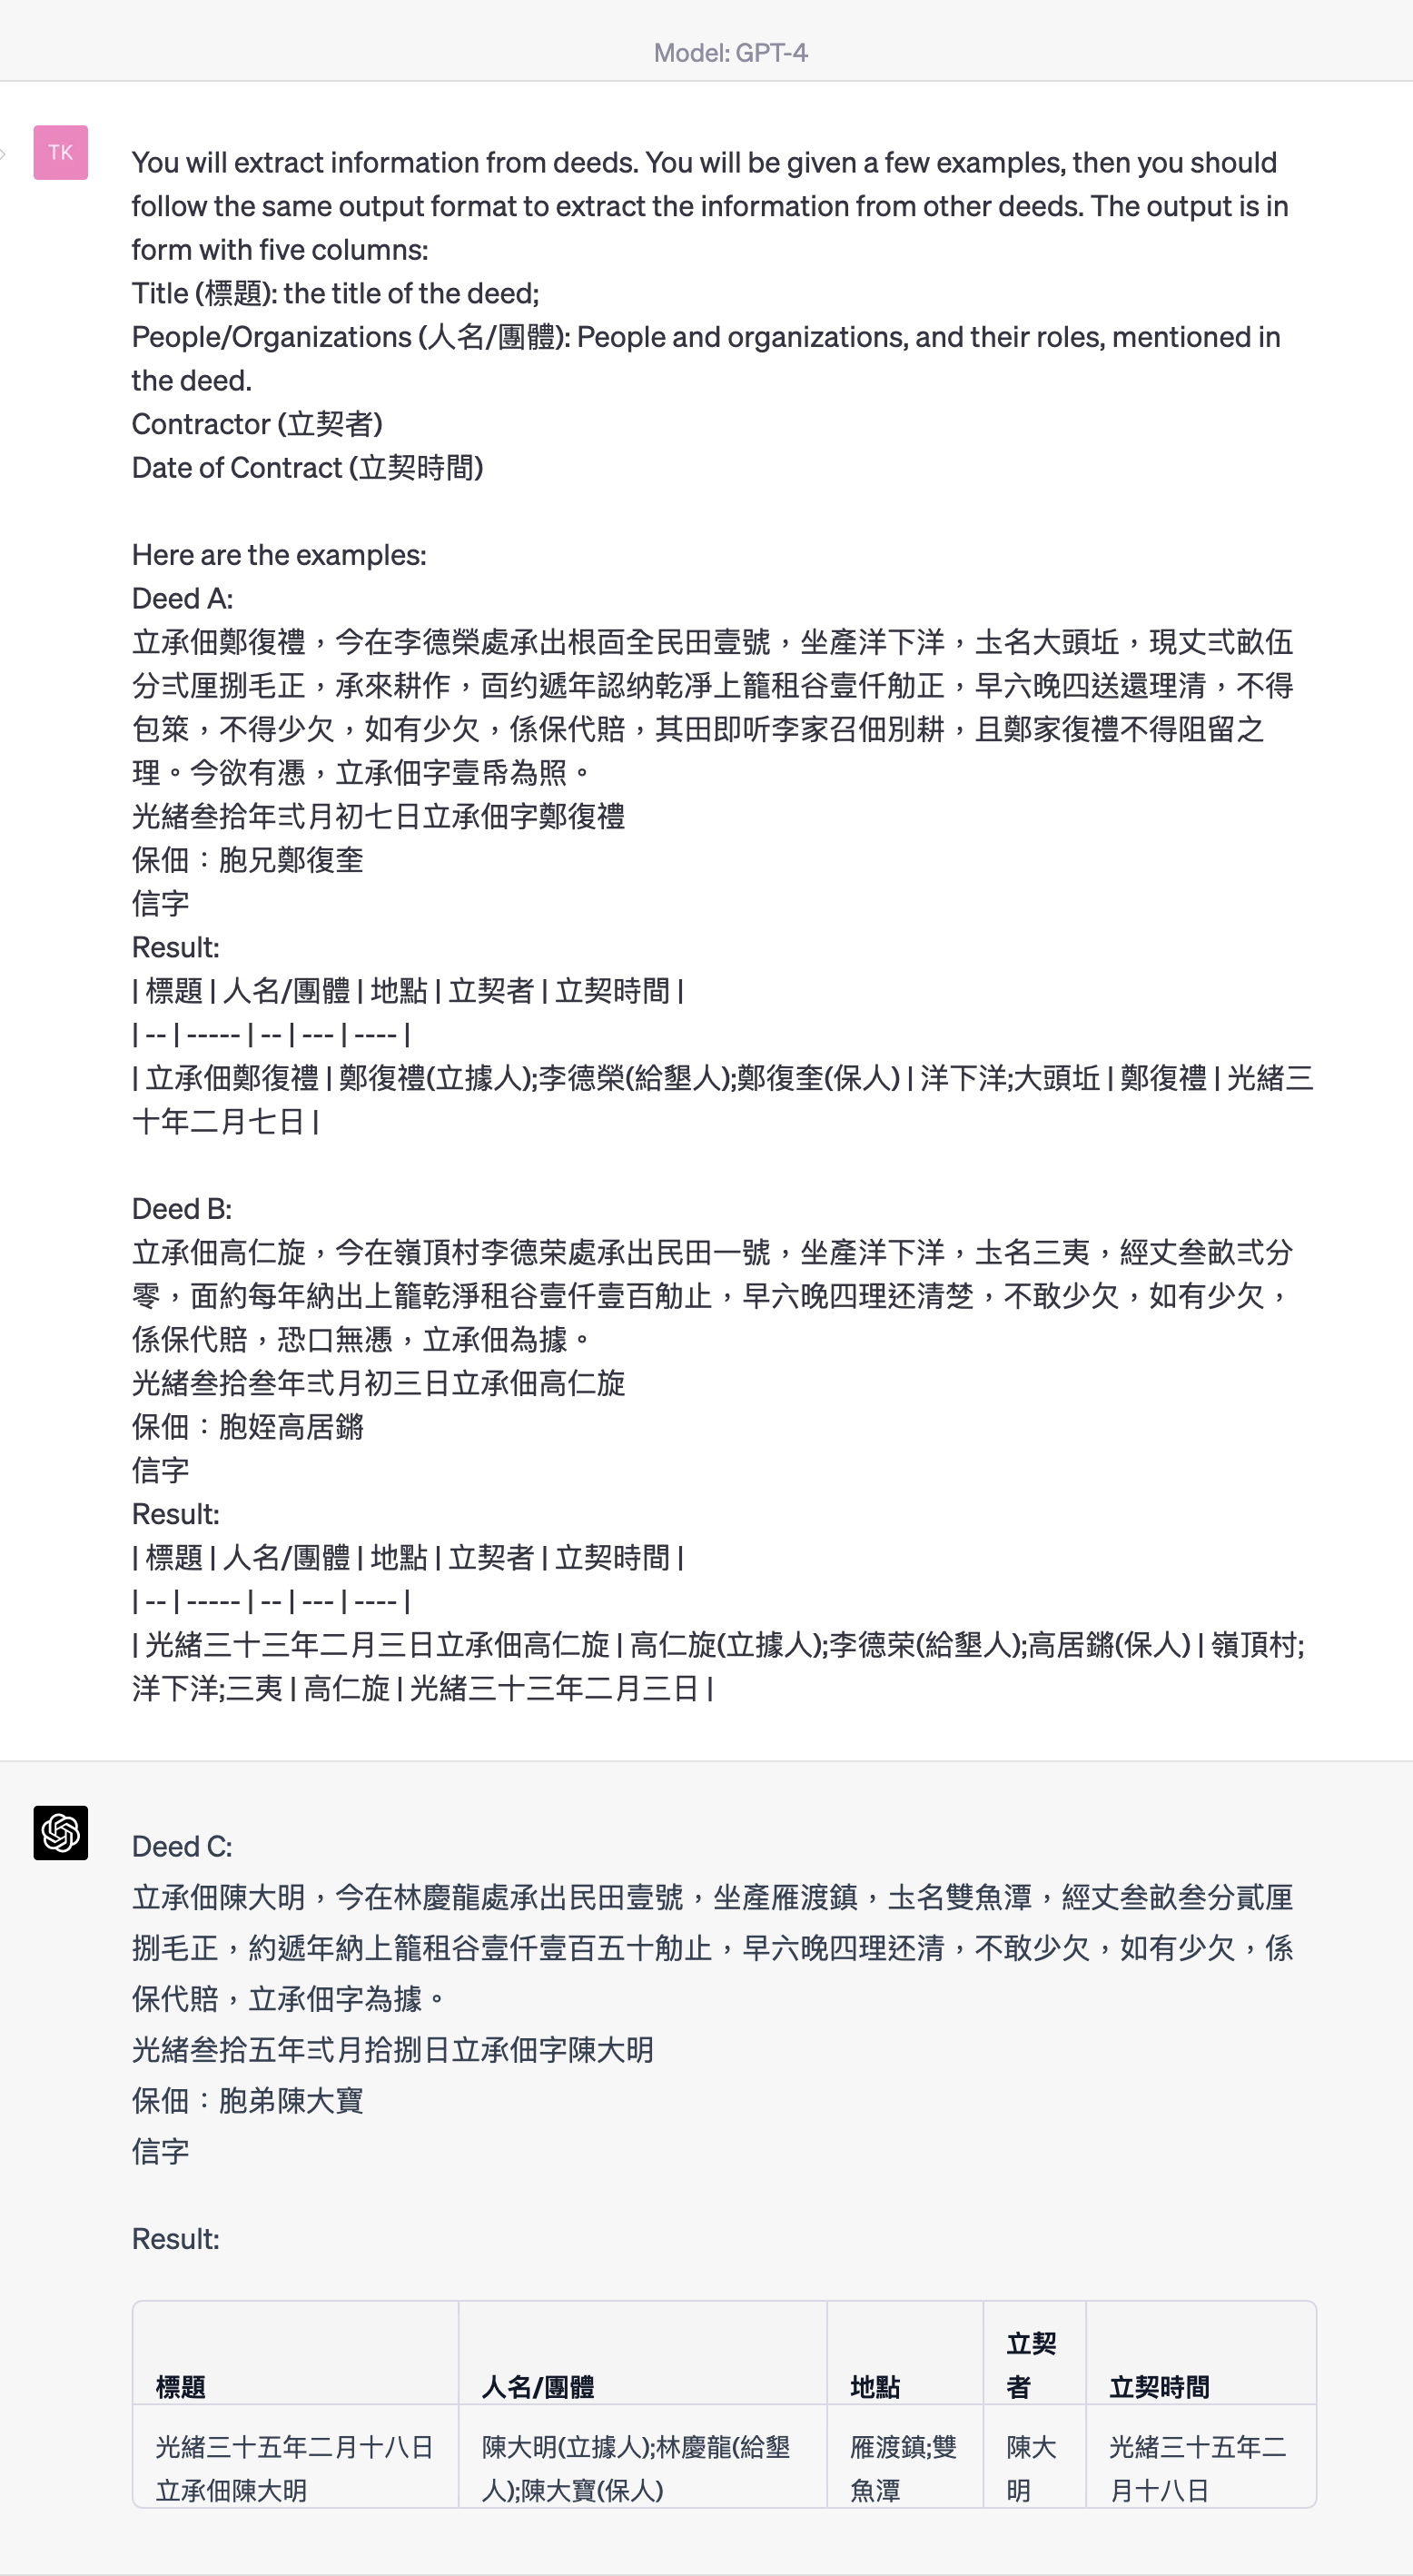 Model: GPT-4
TK
You will extract information from deeds. You will be given a few examples, then you should
follow the same output format to extract the information from other deeds. The output is in
form with five columns:
Title (標題): the title of the deed;
People/Organizations (人名/團體): People and organizations, and their roles, mentioned in
the deed.
Contractor (立契者)
Date of Contract (立契時間)
Here are the examples:
Deed A:
立承佃鄭復禮，今在李德榮處承出根面全民田壹號，坐產洋下洋，圡名大頭坵，現丈弍畝伍
分弍厘捌毛正，承來耕作，面约遞年認纳乾凈上籠租谷壹仟觔正，早六晚四送還理清，不得
包箂，不得少欠，如有少欠，係保代賠，其田即听李家召佃別耕，且鄭家復禮不得阻留之
理。今欲有憑，立承佃字壹帋為照。
光緒叁拾年弍月初七日立承佃字鄭復禮
保佃：胞兄鄭復奎
信字
Result:
| 標題 | 人名/團體 | 地點 | 立契者 | 立契時間 |
| -- | ----- | -- | --- | ---- |
| 立承佃鄭復禮 | 鄭復禮(立據人);李德榮(給墾人);鄭復奎(保人) | 洋下洋;大頭坵 | 鄭復禮 | 光緒三
十年二月七日 |
Deed B:
立承佃高仁旋，今在嶺頂村李德荣處承出民田一號，坐產洋下洋，圡名三夷，經丈叁畝弍分
零，面約每年納出上籠乾淨租谷壹仟壹百觔止，早六晚四理还清楚，不敢少欠，如有少欠，
係保代賠，恐口無憑，立承佃為據。
光緒叁拾叁年弍月初三日立承佃高仁旋
保佃：胞姪高居鏘
信字
Result:
| 標題 | 人名/團體 | 地點 | 立契者 | 立契時間 |
| -- | ----- | -- | --- | ---- |
| 光緒三十三年二月三日立承佃高仁旋 | 高仁旋(立據人);李德荣(給墾人);高居鏘(保人) | 嶺頂村;
洋下洋;三夷 | 高仁旋 | 光緒三十三年二月三日 |
Deed C:
立承佃陳大明，今在林慶龍處承出民田壹號，坐產雁渡鎮，圡名雙魚潭，經丈叁畝叁分貳厘
捌毛正，約遞年納上籠租谷壹仟壹百五十觔止，早六晚四理还清，不敢少欠，如有少欠，係
保代賠，立承佃字為據。
光緒叁拾五年弍月拾捌日立承佃字陳大明
保佃：胞弟陳大寶
信字
Result:
標題 人名/團體 地點 立契者 立契時間
光緒三十五年二月十八日立承佃陳大明 陳大明(立據人);林慶龍(給墾人);陳大寶(保人) 雁渡鎮;雙魚潭 陳大明 光緒三十五年二月十八日